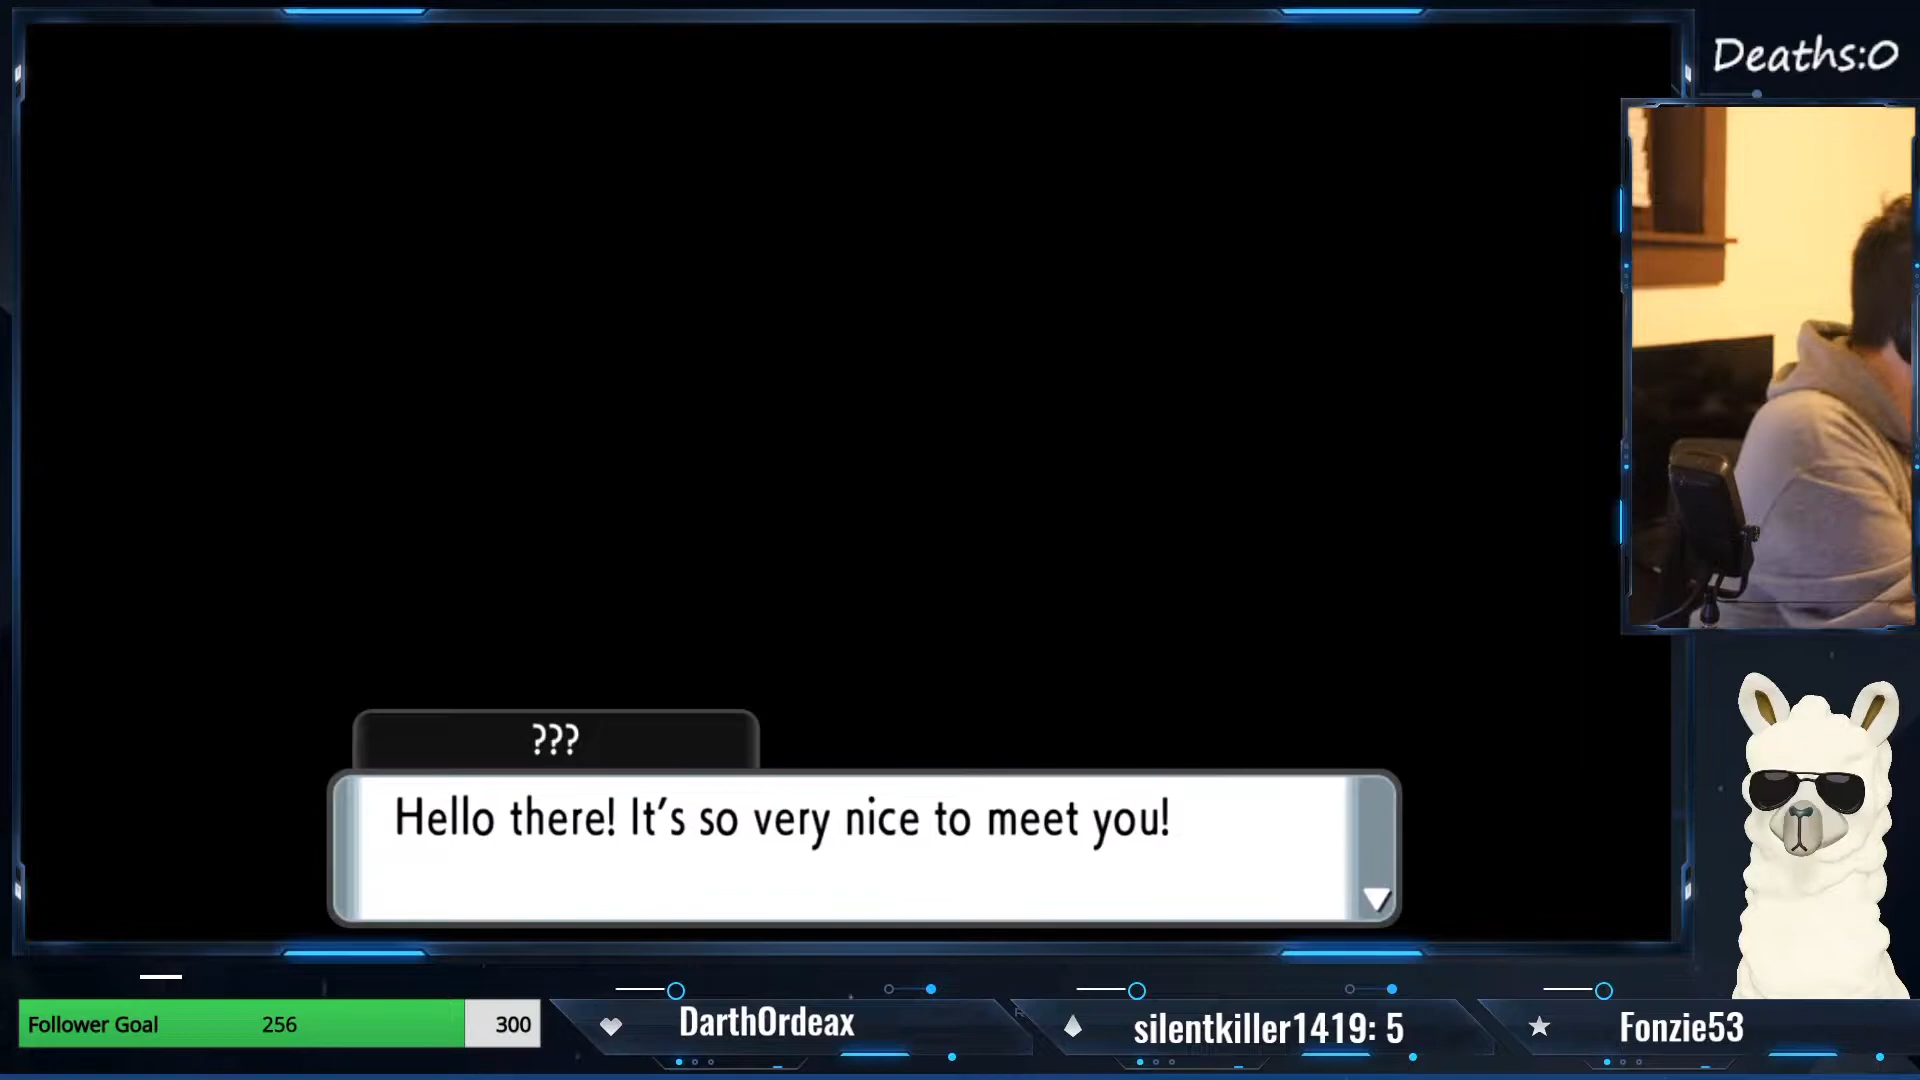 Deaths:0
???
Hello there! It's so very nice to meet you!
Follower Goal 256 300
DarthOrdeax
silentkiller1419: 5
Fonzie53